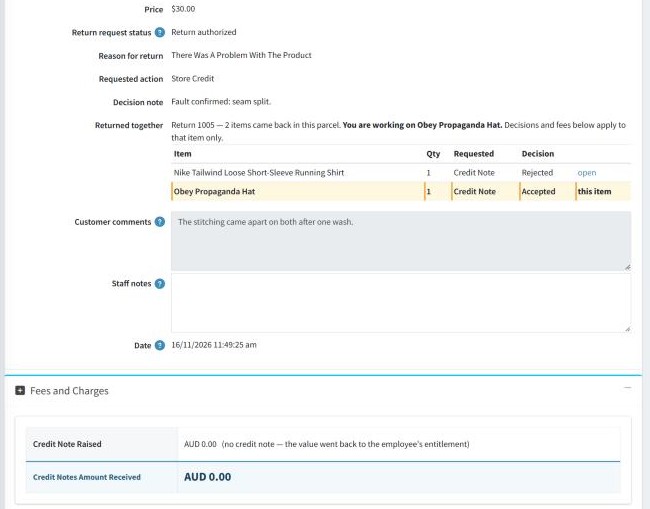 Price $30.00
Return request status ? Return authorized
Reason for return There Was A Problem With The Product
Requested action Store Credit
Decision note Fault confirmed: seam split.
Returned together Return 1005 — 2 items came back in this parcel. You are working on Obey Propaganda Hat. Decisions and fees below apply to
that item only.
Item Qty Requested Decision
Nike Tailwind Loose Short-Sleeve Running Shirt 1 Credit Note Rejected open
Obey Propaganda Hat 1 Credit Note Accepted this item
Customer comments ? The stitching came apart on both after one wash.
Staff notes ?
Date ? 16/11/2026 11:49:25 am
Fees and Charges
Credit Note Raised AUD 0.00 (no credit note — the value went back to the employee's entitlement)
Credit Notes Amount Received AUD 0.00